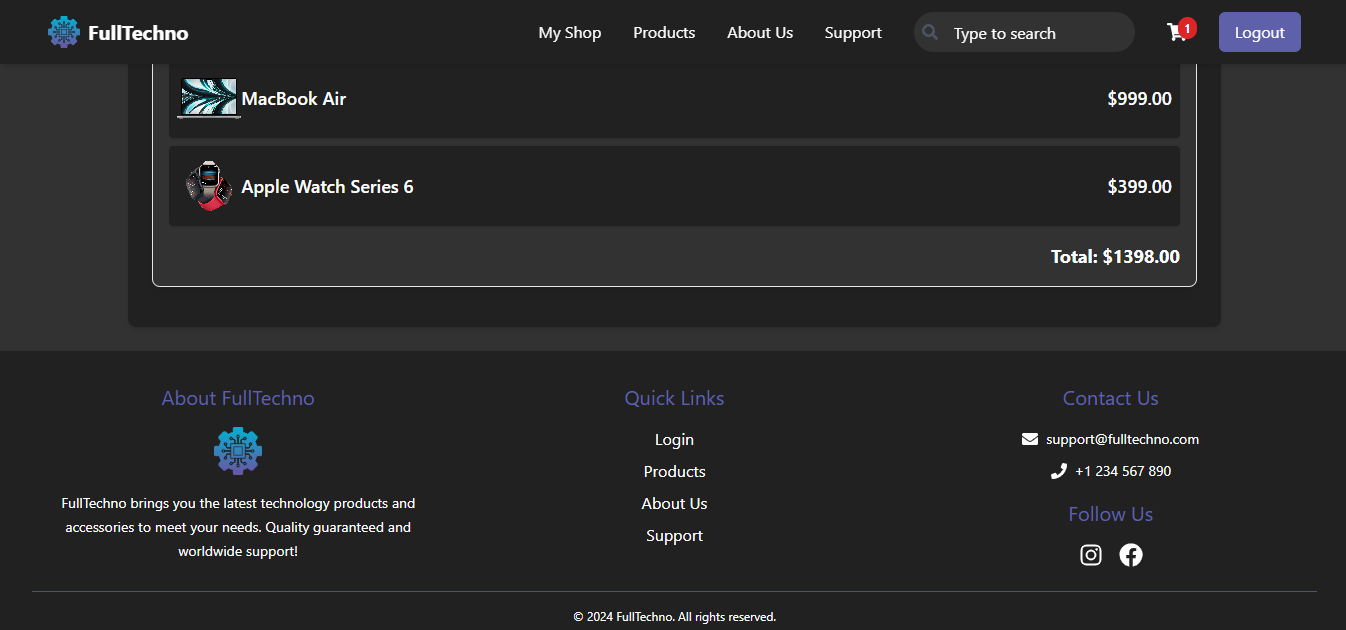 FullTechno
My Shop
Products
About Us
Support
Type to search
1
Logout
MacBook Air
$999.00
Apple Watch Series 6
$399.00
Total: $1398.00
About FullTechno
FullTechno brings you the latest technology products and
accessories to meet your needs. Quality guaranteed and
worldwide support!
Quick Links
Login
Products
About Us
Support
Contact Us
support@fulltechno.com
+1 234 567 890
Follow Us
© 2024 FullTechno. All rights reserved.